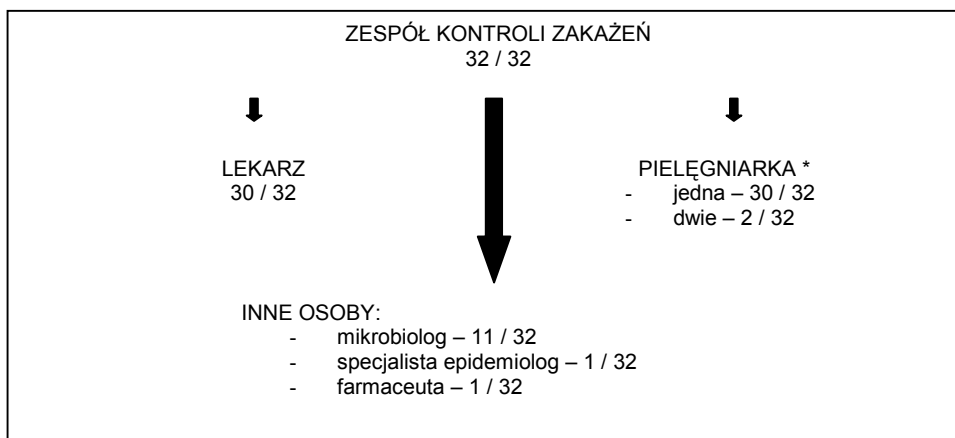 ZESPÓŁ KONTROLI ZAKAŻEŃ
32 / 32
LEKARZ
30 / 32
PIELĘGNIARKA *
- jedna – 30 / 32
- dwie – 2 / 32
INNE OSOBY:
- mikrobiolog – 11 / 32
- specjalista epidemiolog – 1 / 32
- farmaceuta – 1 / 32